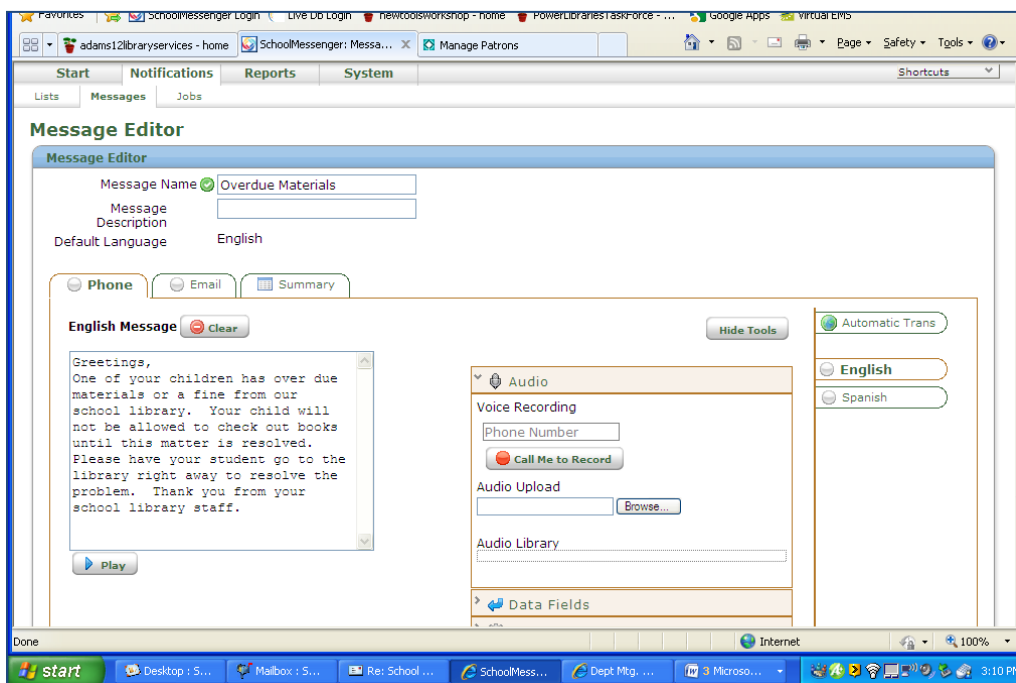 Favorites SchoolMessenger Login Live Db Login newtoolsworkshop - home PowerLibrariesTaskForce - ... Google Apps Virtual EMS
adams12libraryservices - home SchoolMessenger: Messa... X Manage Patrons Page Safety Tools
Start Notifications Reports System Shortcuts
Lists Messages Jobs
Message Editor
Message Editor
Message Name Overdue Materials
Message
Description
Default Language English
Phone Email Summary
English Message Clear Hide Tools
Automatic Trans
English
Spanish
Greetings,
One of your children has over due
materials or a fine from our
school library. Your child will
not be allowed to check out books
until this matter is resolved.
Please have your student go to the
library right away to resolve the
problem. Thank you from your
school library staff.
Play
Audio
Voice Recording
Phone Number
Call Me to Record
Audio Upload
Browse...
Audio Library
Data Fields
Done Internet 100%
start Desktop : S... Mailbox : S... Re: School ... SchoolMess... Dept Mtg. ... 3 Microso... 3:10 PM